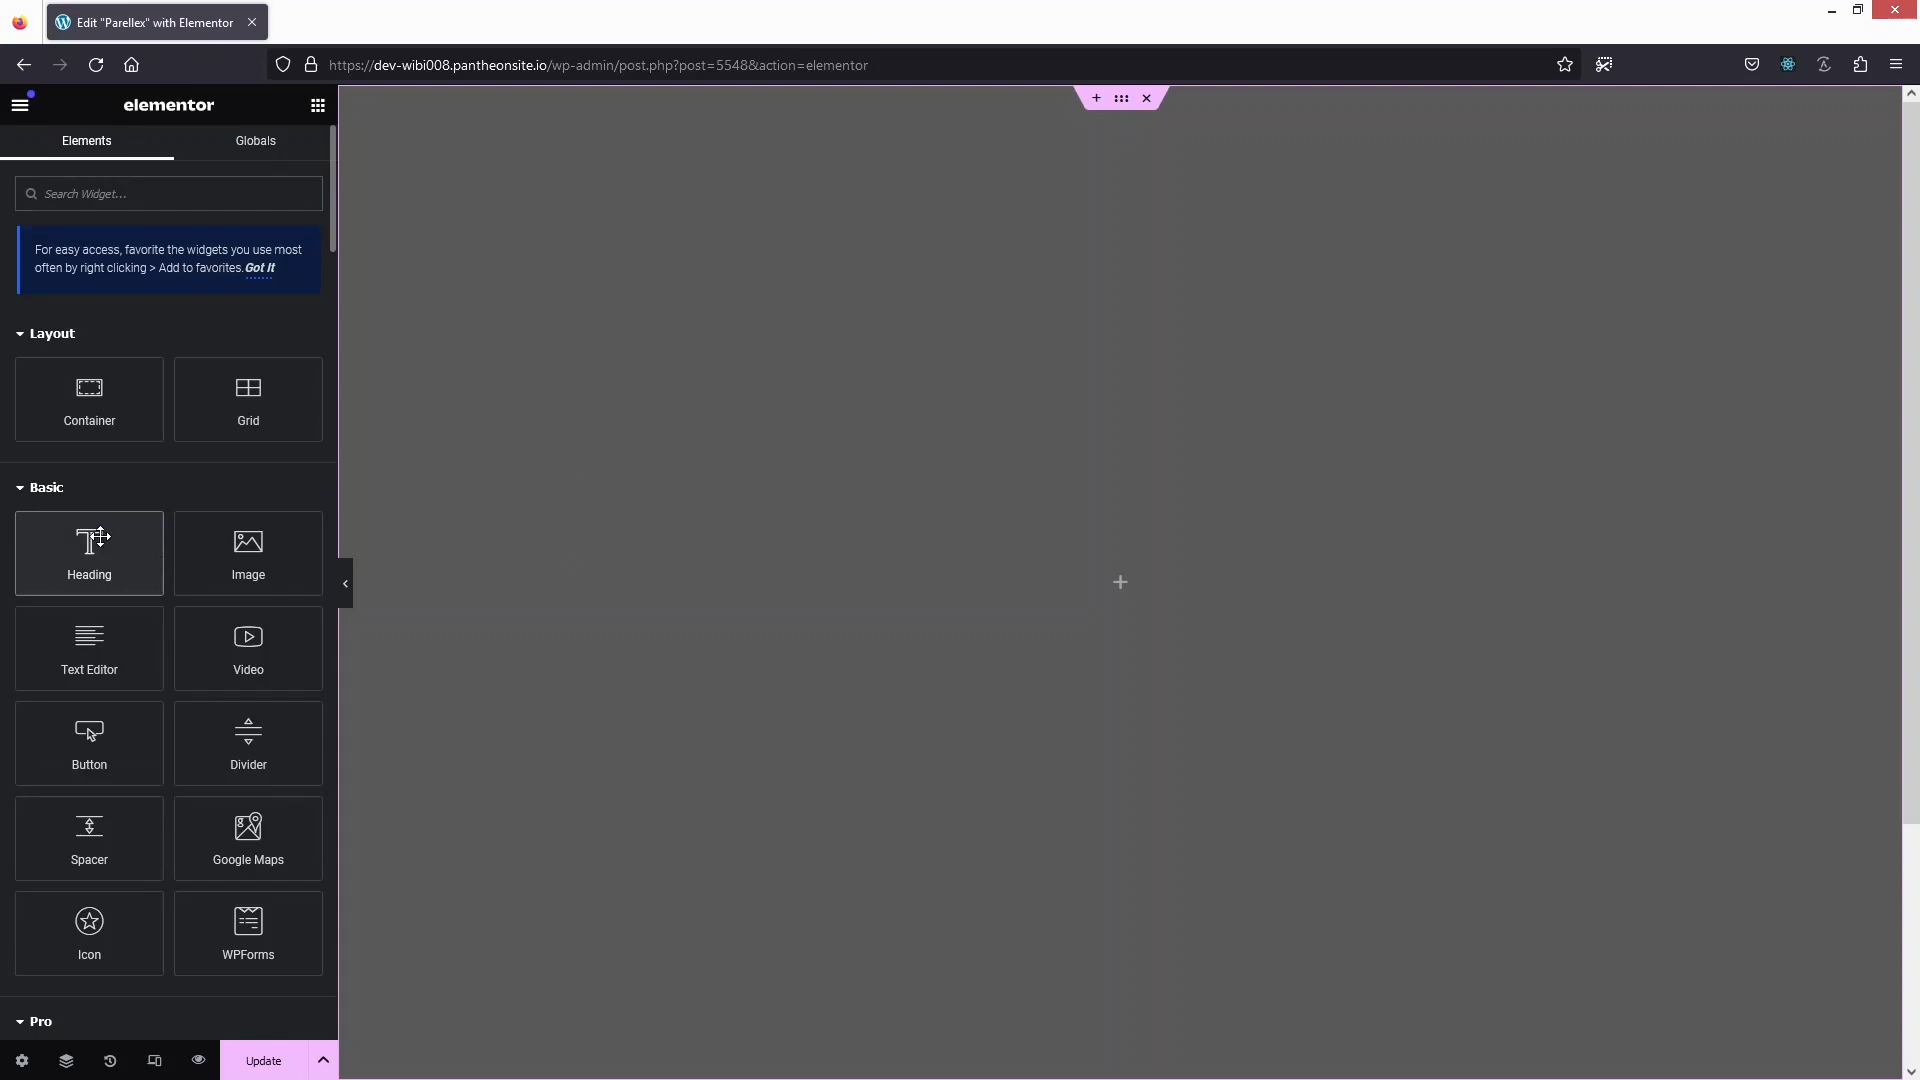 Edit "Parellex" with Elementor
https://dev-wibi008.pantheonsite.io/wp-admin/post.php?post=5548&action=elementor
elementor
Elements
Globals
Search Widget...
For easy access, favorite the widgets you use most
often by right clicking > Add to favorites. Got It
Layout
Container
Grid
Basic
Heading
Image
Text Editor
Video
Button
Divider
Spacer
Google Maps
Icon
WPForms
Pro
Update